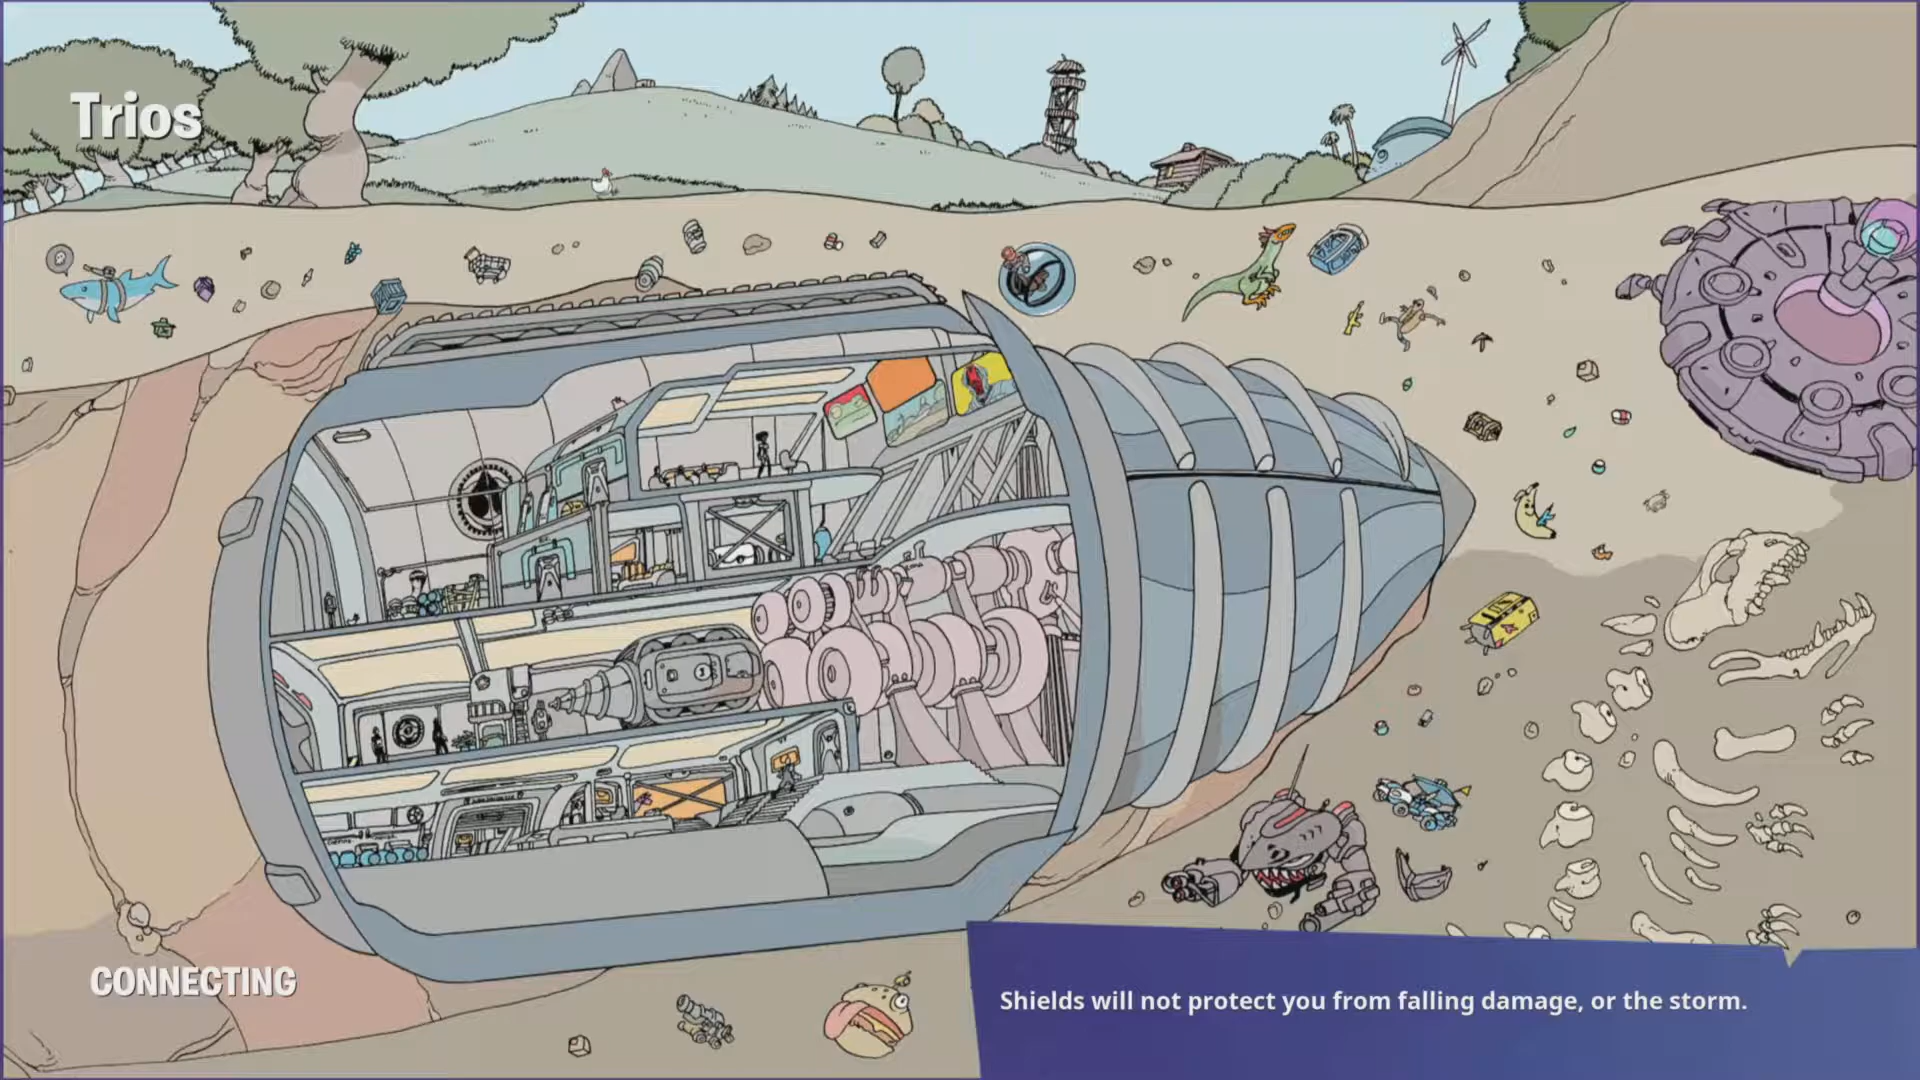 Trios
CONNECTING
Shields will not protect you from falling damage, or the storm.